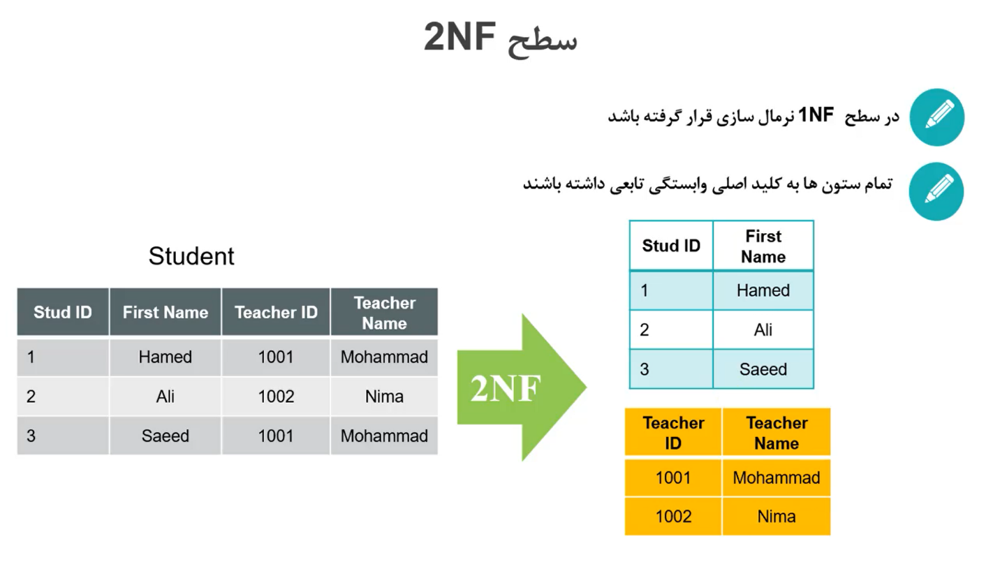 سطح 2NF
در سطح 1NF نرمال سازی قرار گرفته باشد
تمام ستون ها به کلید اصلی وابستگی تابعی داشته باشند
Student
Stud ID First Name Teacher ID Teacher Name
1 Hamed 1001 Mohammad
2 Ali 1002 Nima
3 Saeed 1001 Mohammad
2NF
Stud ID First Name
1 Hamed
2 Ali
3 Saeed
Teacher ID Teacher Name
1001 Mohammad
1002 Nima